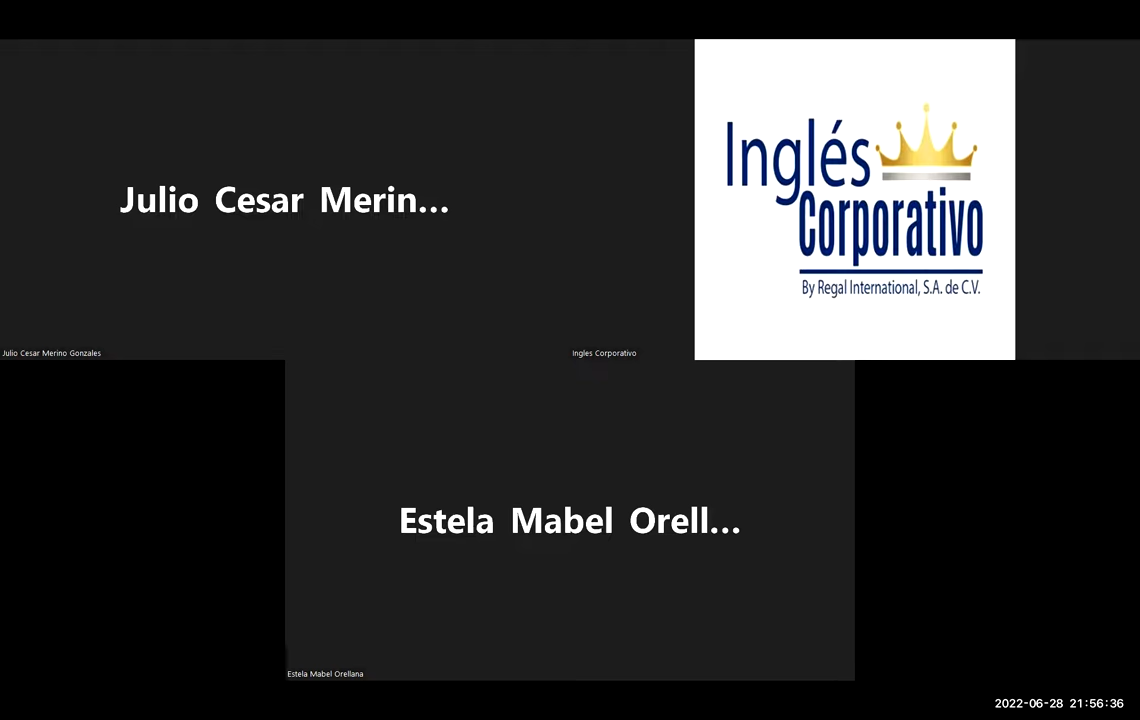 Julio Cesar Merin...
Inglés
Corporativo
By Regal International, S.A. de C.V.
Julio Cesar Merino Gonzales
Ingles Corporativo
Estela Mabel Orell...
Estela Mabel Orellana
2022-06-28 21:56:36